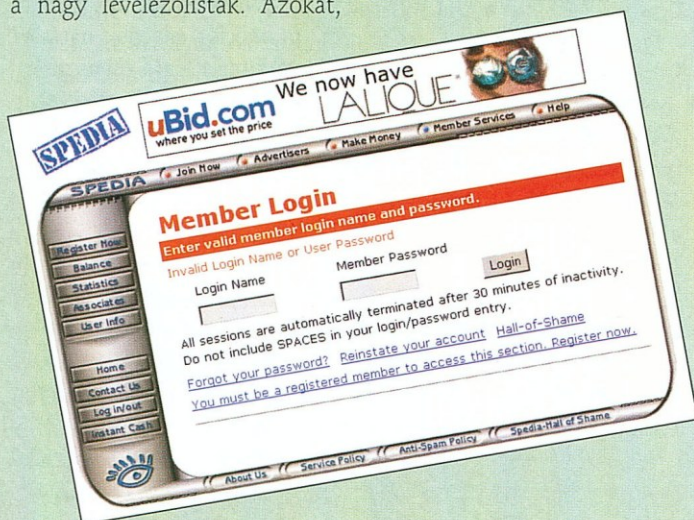 a nagy levelezőlisták. Azokat,
SPEDIA
uBid.com
where you set the price
We now have
LALIQUE
SPEDIA
Join Now
Advertisers
Make Money
Member Services
Help
Register Now
Balance
Statistics
Associates
User Info
Home
Contact Us
Log in/out
Instant Cash
Member Login
Enter valid member login name and password.
Invalid Login Name or User Password
Login Name
Member Password
Login
All sessions are automatically terminated after 30 minutes of inactivity.
Do not include SPACES in your login/password entry.
Forgot your password? Reinstate your account Hall-of-Shame
You must be a registered member to access this section. Register now.
About Us
Service Policy
Anti-Spam Policy
Spedia-Hall of Shame